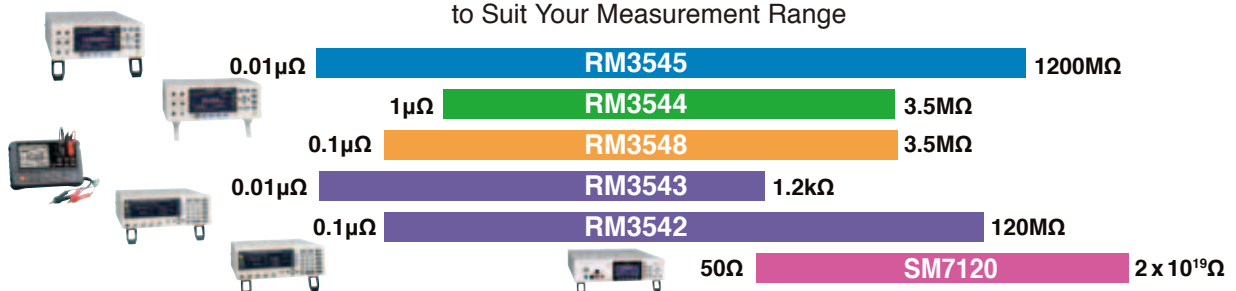 to Suit Your Measurement Range
0.01µΩ RM3545 1200MΩ
1µΩ RM3544 3.5MΩ
0.1µΩ RM3548 3.5MΩ
0.01µΩ RM3543 1.2kΩ
0.1µΩ RM3542 120MΩ
50Ω SM7120 2 x 10¹⁹Ω